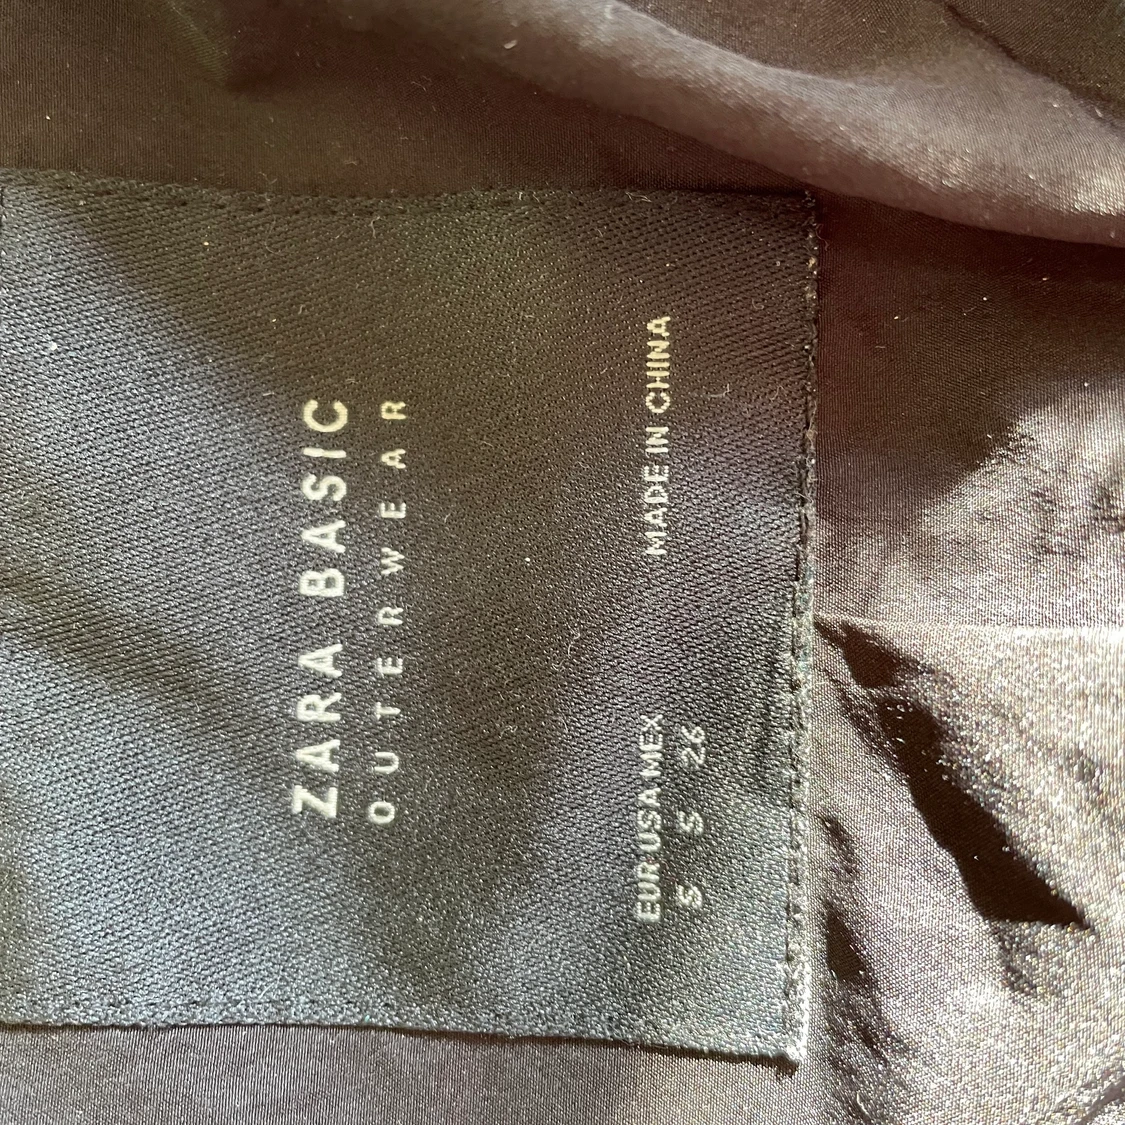 ZARA BASIC
OUTERWEAR
EUR USA MEX
S S 26
MADE IN CHINA